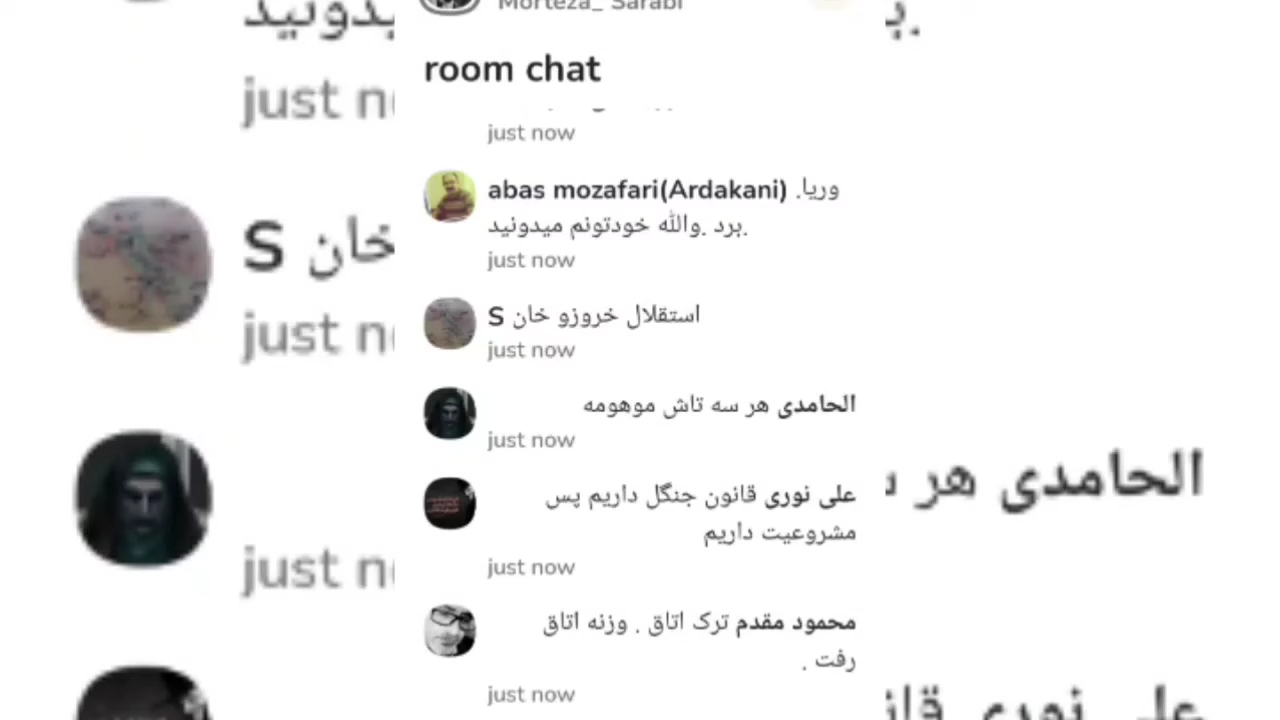 Morteza_ Sarabi
room chat
just now
abas mozafari(Ardakani) وریا.
برد .والله خودتونم میدونید.
just now
S استقلال خروزو خان
just now
الحامدی هر سه تاش موهومه
just now
علی نوری قانون جنگل داریم پس
مشروعیت داریم
just now
محمود مقدم ترک اتاق . وزنه اتاق
رفت .
just now